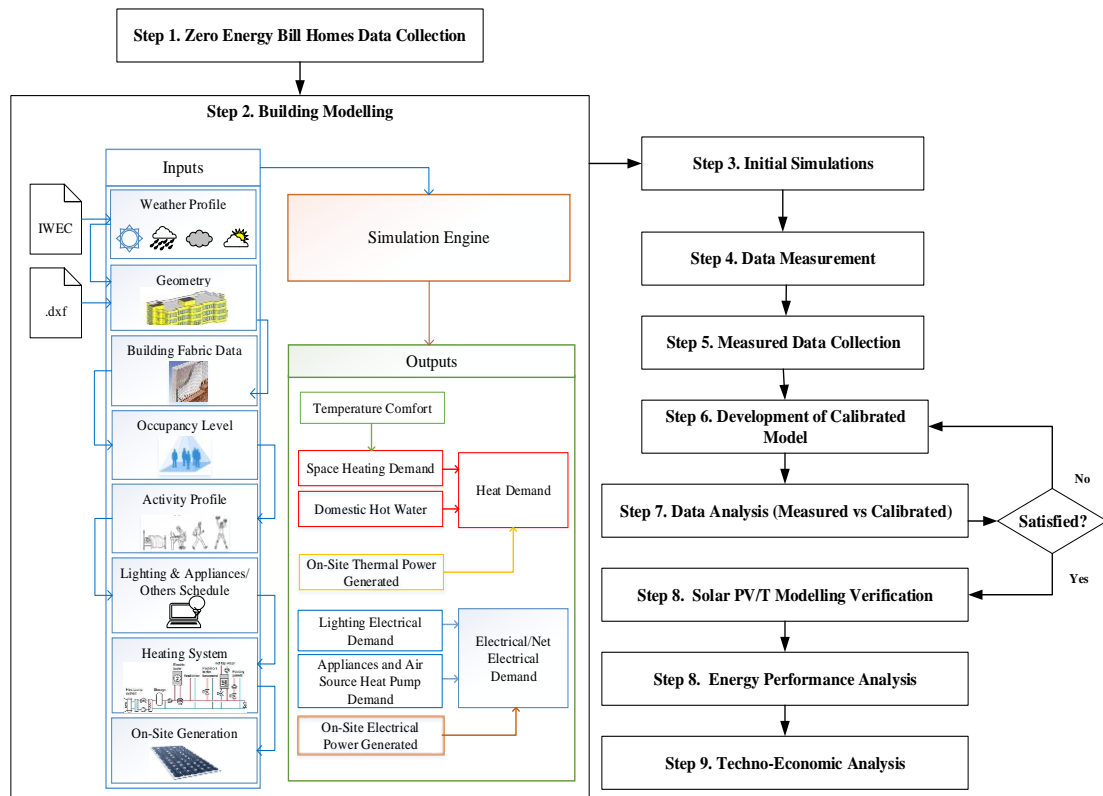 Step 1. Zero Energy Bill Homes Data Collection
Step 2. Building Modelling
Inputs
IWEC
.dxf
Weather Profile
Geometry
Building Fabric Data
Occupancy Level
Activity Profile
Lighting & Appliances/
Others Schedule
Heating System
On-Site Generation
Simulation Engine
Outputs
Temperature Comfort
Space Heating Demand
Domestic Hot Water
Heat Demand
On-Site Thermal Power
Generated
Lighting Electrical
Demand
Appliances and Air
Source Heat Pump
Demand
Electrical/Net
Electrical
Demand
On-Site Electrical
Power Generated
Step 3. Initial Simulations
Step 4. Data Measurement
Step 5. Measured Data Collection
Step 6. Development of Calibrated
Model
Step 7. Data Analysis (Measured vs Calibrated)
Satisfied?
No
Yes
Step 8. Solar PV/T Modelling Verification
Step 8. Energy Performance Analysis
Step 9. Techno-Economic Analysis